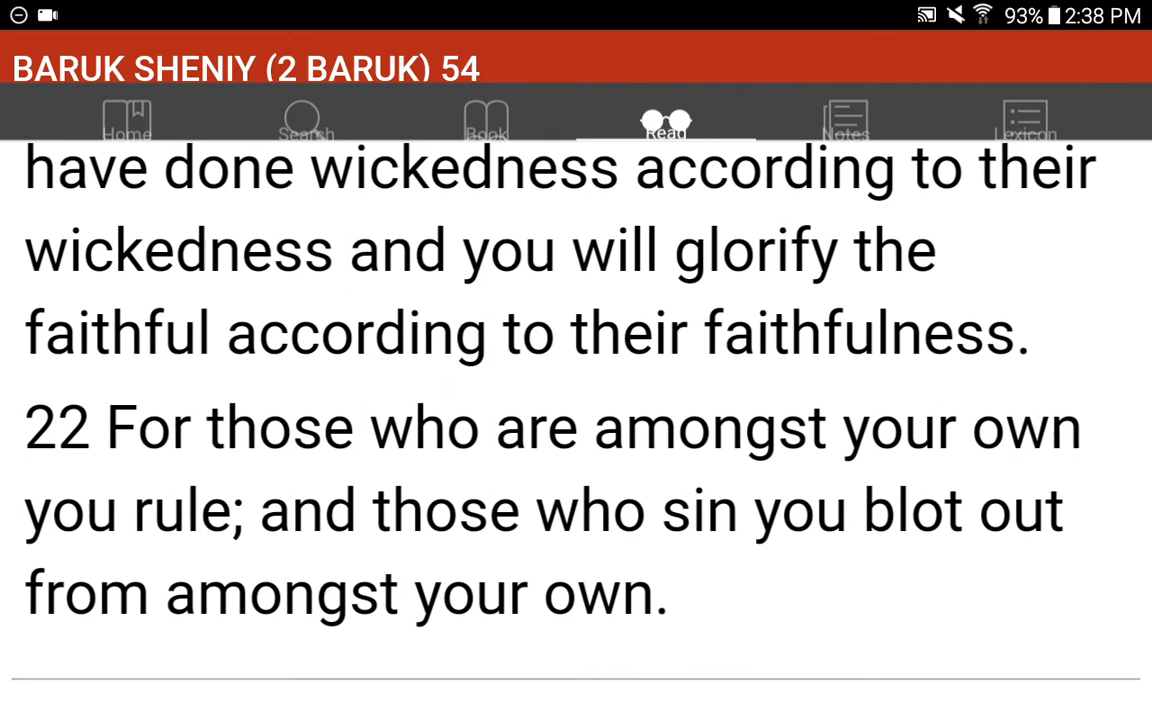 93% 2:38 PM
BARUK SHENIY (2 BARUK) 54
Home Search Book Read Notes Lexicon
have done wickedness according to their
wickedness and you will glorify the
faithful according to their faithfulness.
22 For those who are amongst your own
you rule; and those who sin you blot out
from amongst your own.